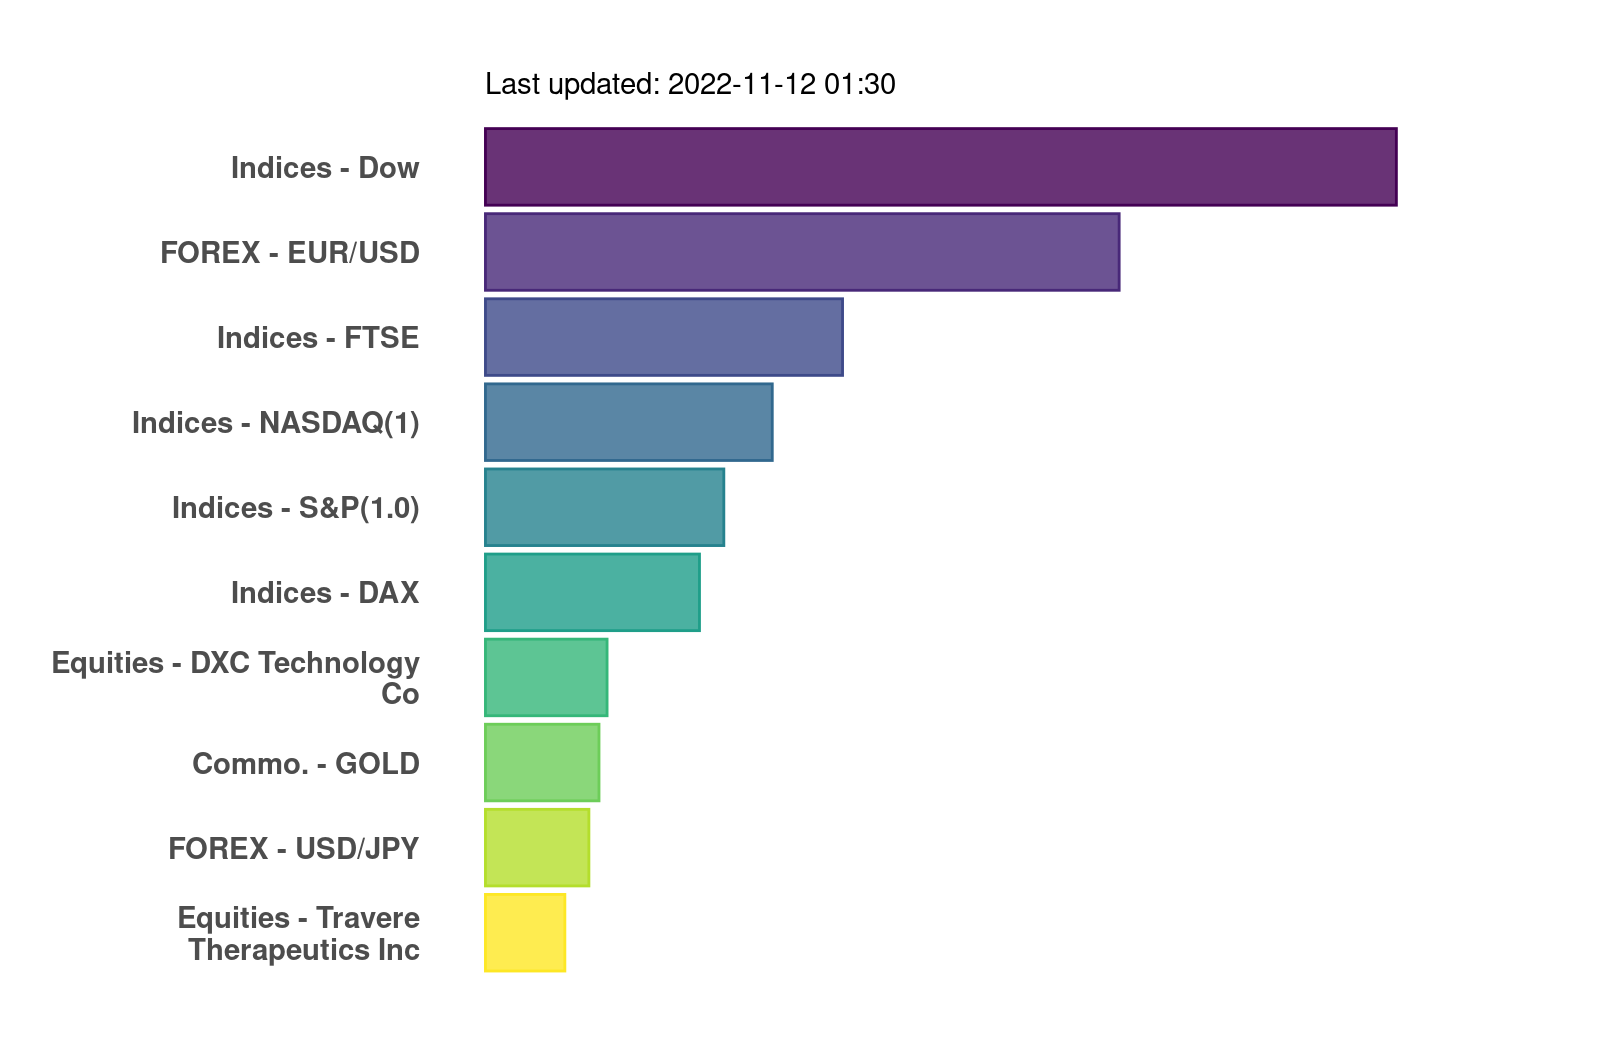 Last updated: 2022-11-12 01:30
Indices - Dow
FOREX - EUR/USD
Indices - FTSE
Indices - NASDAQ(1)
Indices - S&P(1.0)
Indices - DAX
Equities - DXC Technology
Co
Commo. - GOLD
FOREX - USD/JPY
Equities - Travere
Therapeutics Inc